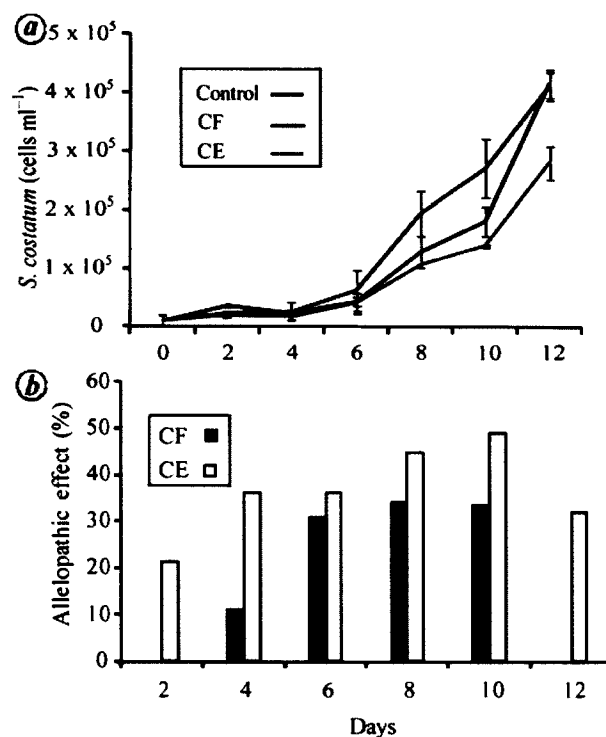 a
S. costatum (cells ml⁻¹)
5 x 10⁵
4 x 10⁵
3 x 10⁵
2 x 10⁵
1 x 10⁵
0
Control
CF
CE
0 2 4 6 8 10 12
b
Allelopathic effect (%)
60
50
40
30
20
10
0
CF
CE
2 4 6 8 10 12
Days